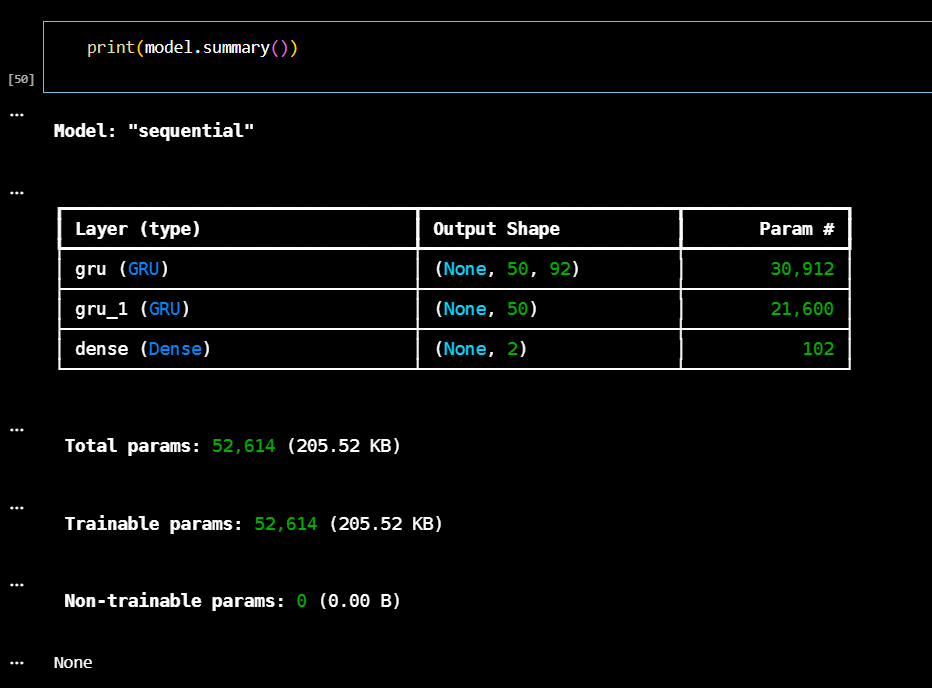 print(model.summary())
[50]
...
Model: "sequential"
...
Layer (type) Output Shape Param #
gru (GRU) (None, 50, 92) 30,912
gru_1 (GRU) (None, 50) 21,600
dense (Dense) (None, 2) 102
...
Total params: 52,614 (205.52 KB)
...
Trainable params: 52,614 (205.52 KB)
...
Non-trainable params: 0 (0.00 B)
...
None